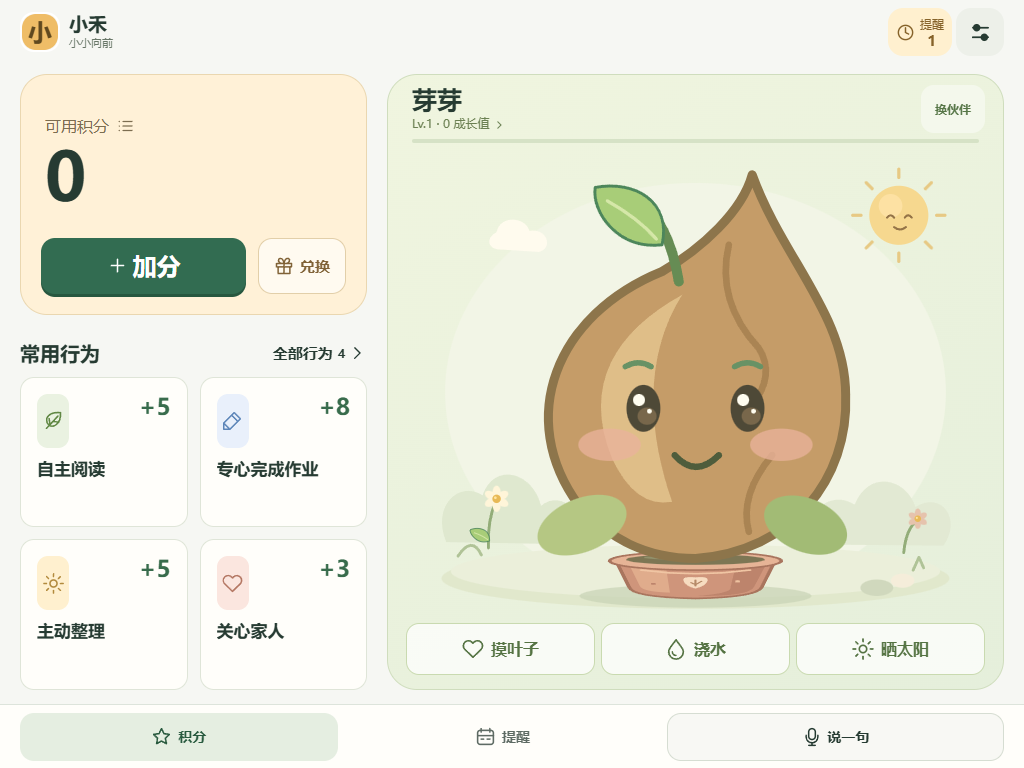 小
小禾
小小向前
提醒
1
可用积分
0
+ 加分
兑换
常用行为
全部行为 4
+5
自主阅读
+8
专心完成作业
+5
主动整理
+3
关心家人
芽芽
Lv.1 · 0 成长值
换伙伴
摸叶子
浇水
晒太阳
积分
提醒
说一句